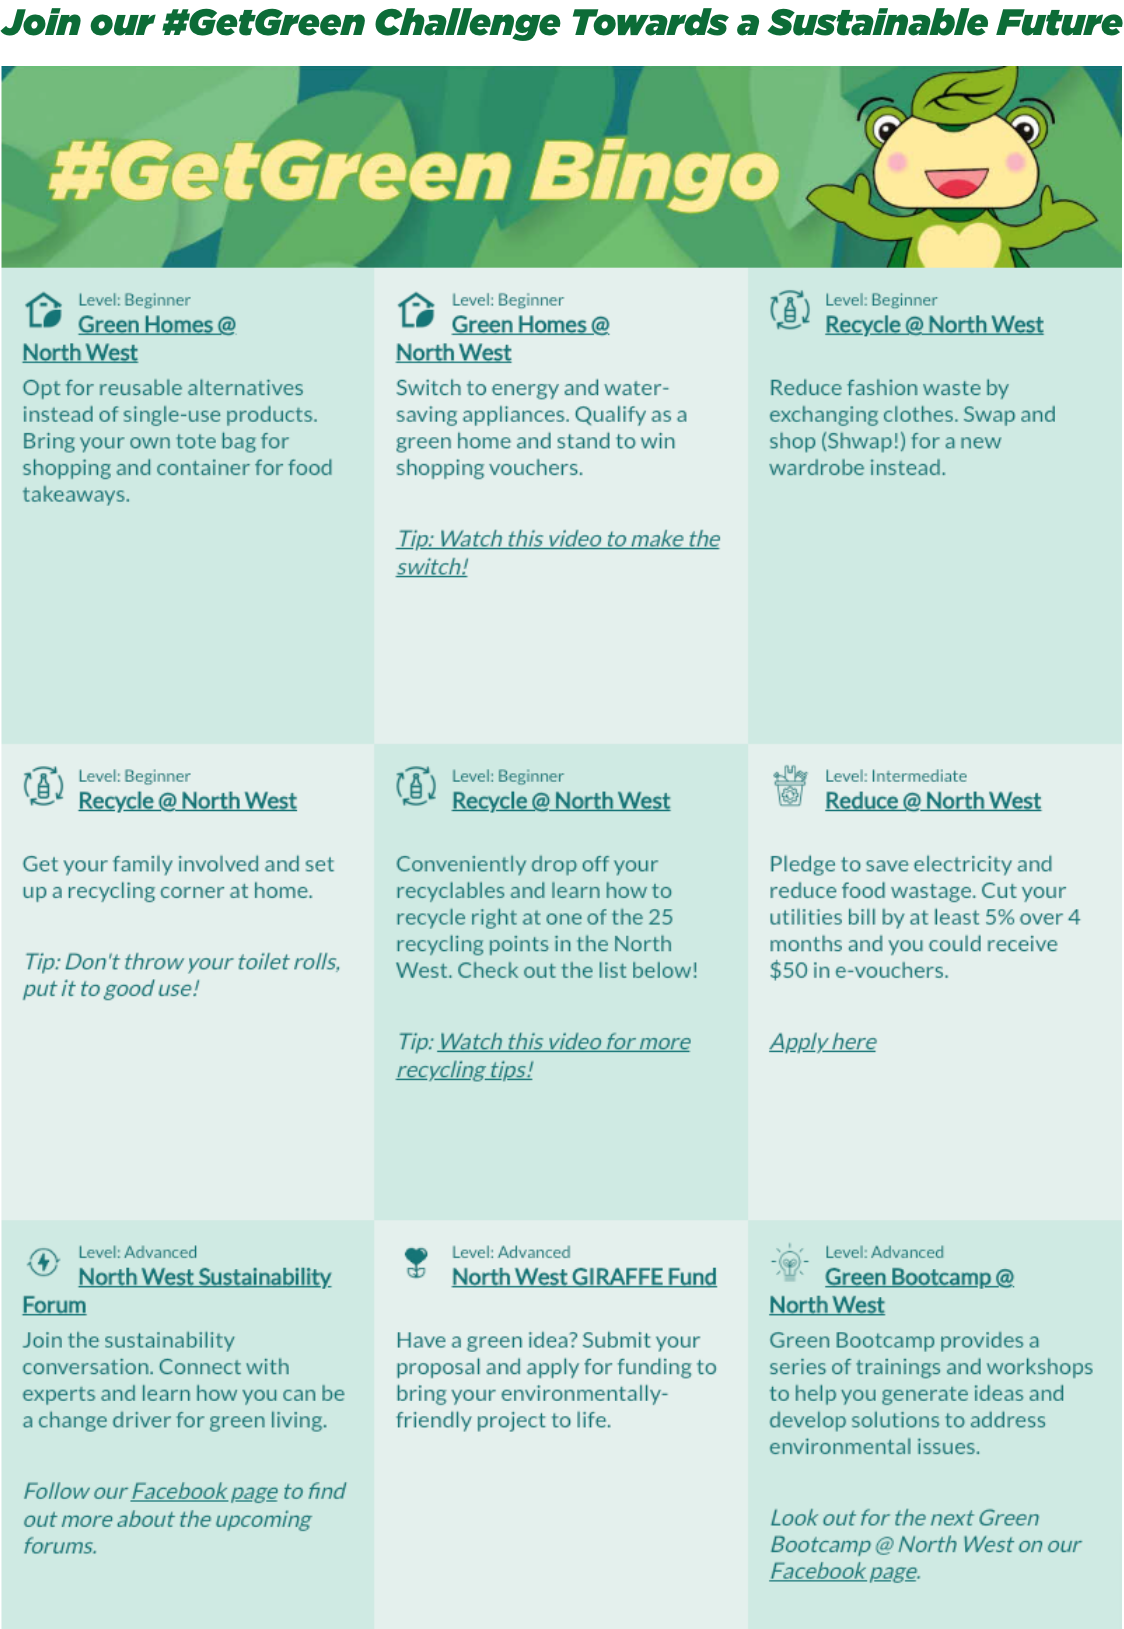 Join our #GetGreen Challenge Towards a Sustainable Future
#GetGreen Bingo
Level: Beginner
Green Homes @
North West
Opt for reusable alternatives
instead of single-use products.
Bring your own tote bag for
shopping and container for food
takeaways.
Level: Beginner
Green Homes @
North West
Switch to energy and water-
saving appliances. Qualify as a
green home and stand to win
shopping vouchers.
Tip: Watch this video to make the
switch!
Level: Beginner
Recycle @ North West
Reduce fashion waste by
exchanging clothes. Swap and
shop (Shwap!) for a new
wardrobe instead.
Level: Beginner
Recycle @ North West
Get your family involved and set
up a recycling corner at home.
Tip: Don't throw your toilet rolls,
put it to good use!
Level: Beginner
Recycle @ North West
Conveniently drop off your
recyclables and learn how to
recycle right at one of the 25
recycling points in the North
West. Check out the list below!
Tip: Watch this video for more
recycling tips!
Level: Intermediate
Reduce @ North West
Pledge to save electricity and
reduce food wastage. Cut your
utilities bill by at least 5% over 4
months and you could receive
$50 in e-vouchers.
Apply here
Level: Advanced
North West Sustainability
Forum
Join the sustainability
conversation. Connect with
experts and learn how you can be
a change driver for green living.
Follow our Facebook page to find
out more about the upcoming
forums.
Level: Advanced
North West GIRAFFE Fund
Have a green idea? Submit your
proposal and apply for funding to
bring your environmentally-
friendly project to life.
Level: Advanced
Green Bootcamp @
North West
Green Bootcamp provides a
series of trainings and workshops
to help you generate ideas and
develop solutions to address
environmental issues.
Look out for the next Green
Bootcamp @ North West on our
Facebook page.